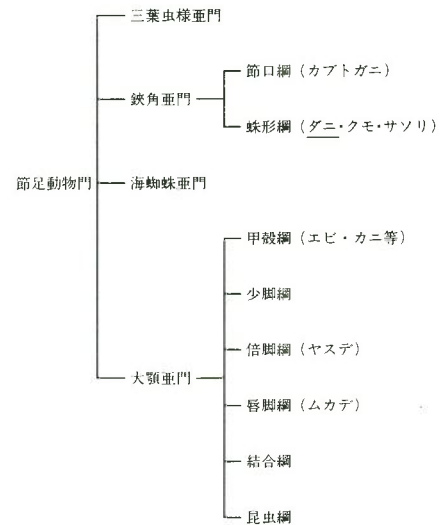 三葉虫様亜門
鋏角亜門
節口綱（カブトガニ）
蛛形綱（ダニ・クモ・サソリ）
節足動物門
海蜘蛛亜門
大顎亜門
甲殻綱（エビ・カニ等）
少脚綱
倍脚綱（ヤスデ）
唇脚綱（ムカデ）
結合綱
昆虫綱